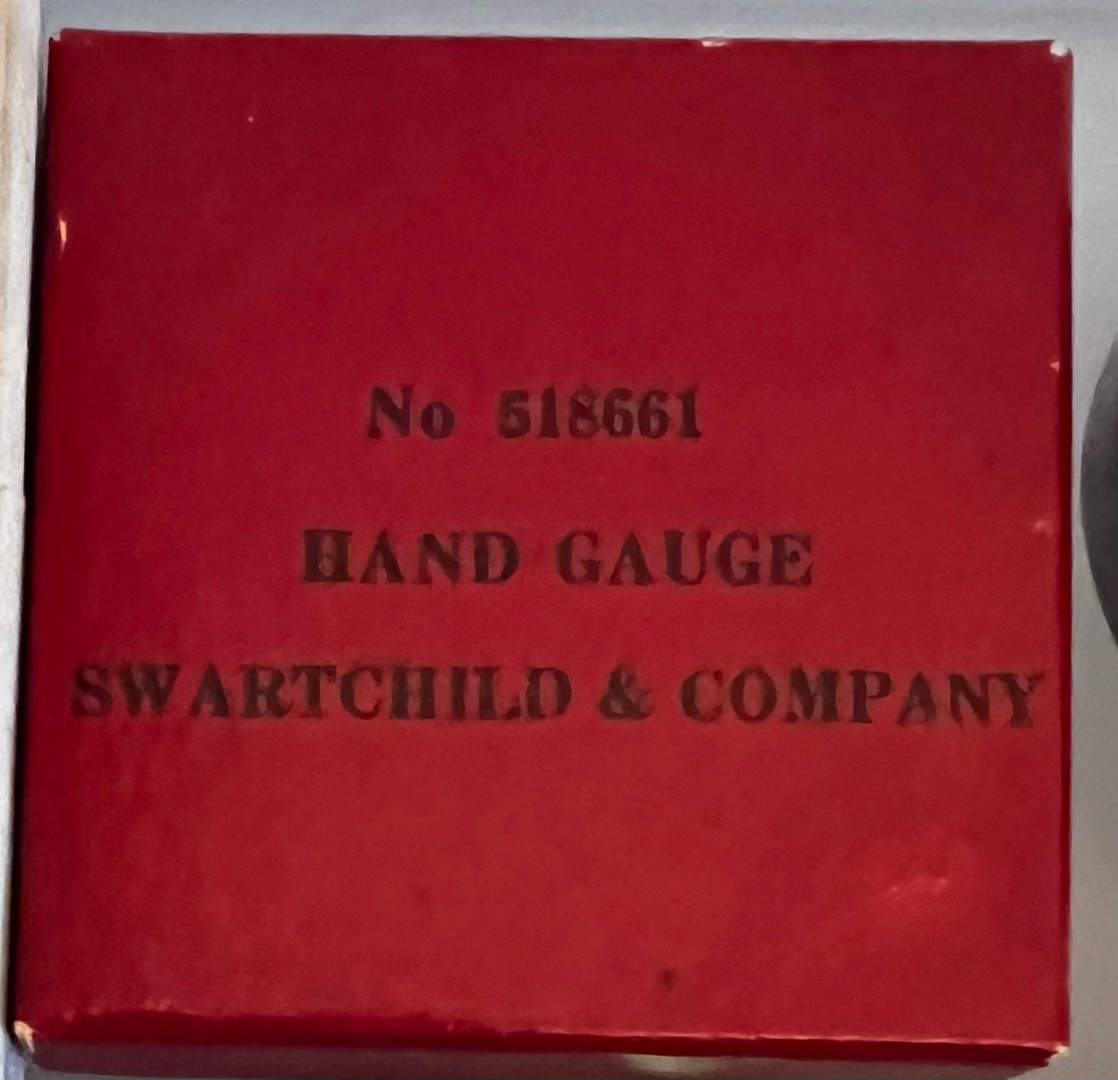 No 518661
HAND GAUGE
SWARTCHILD & COMPANY